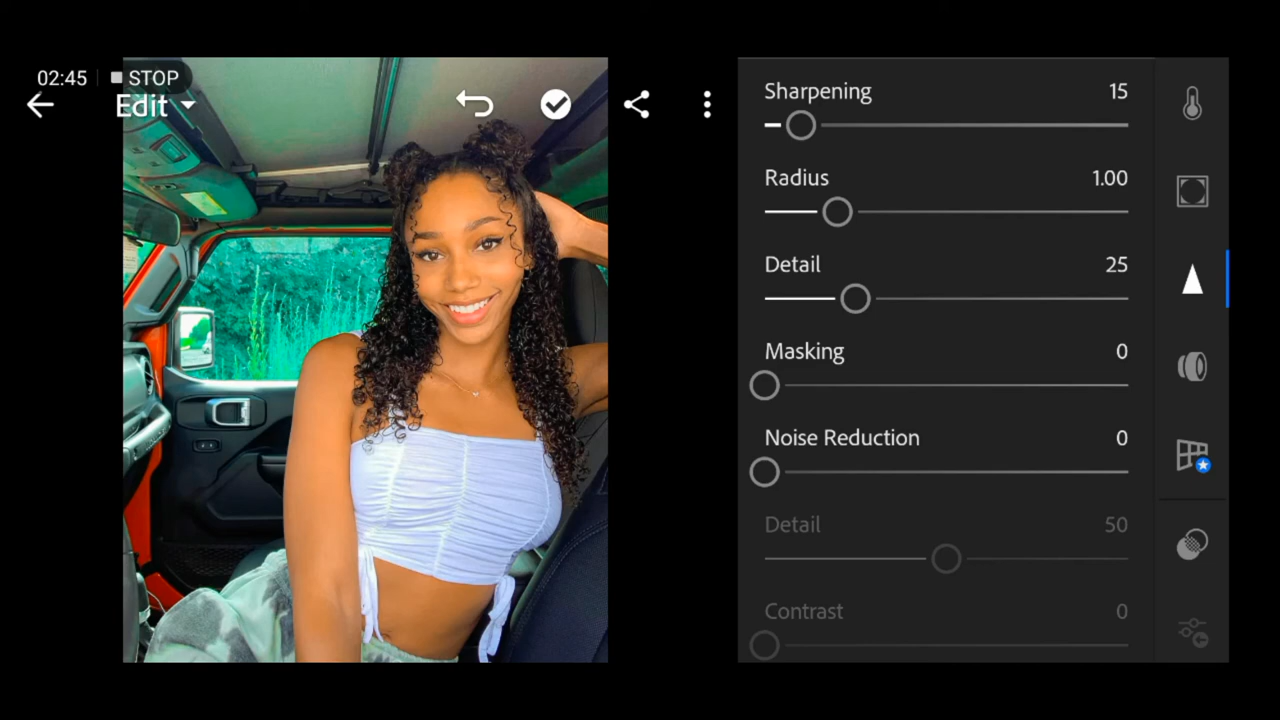 02:45 STOP
Edit
Sharpening 15
Radius 1.00
Detail 25
Masking 0
Noise Reduction 0
Detail 50
Contrast 0